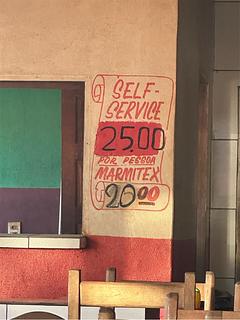 SELF-
SERVICE
25.00
POR PESSOA
MARMITEX
20.00